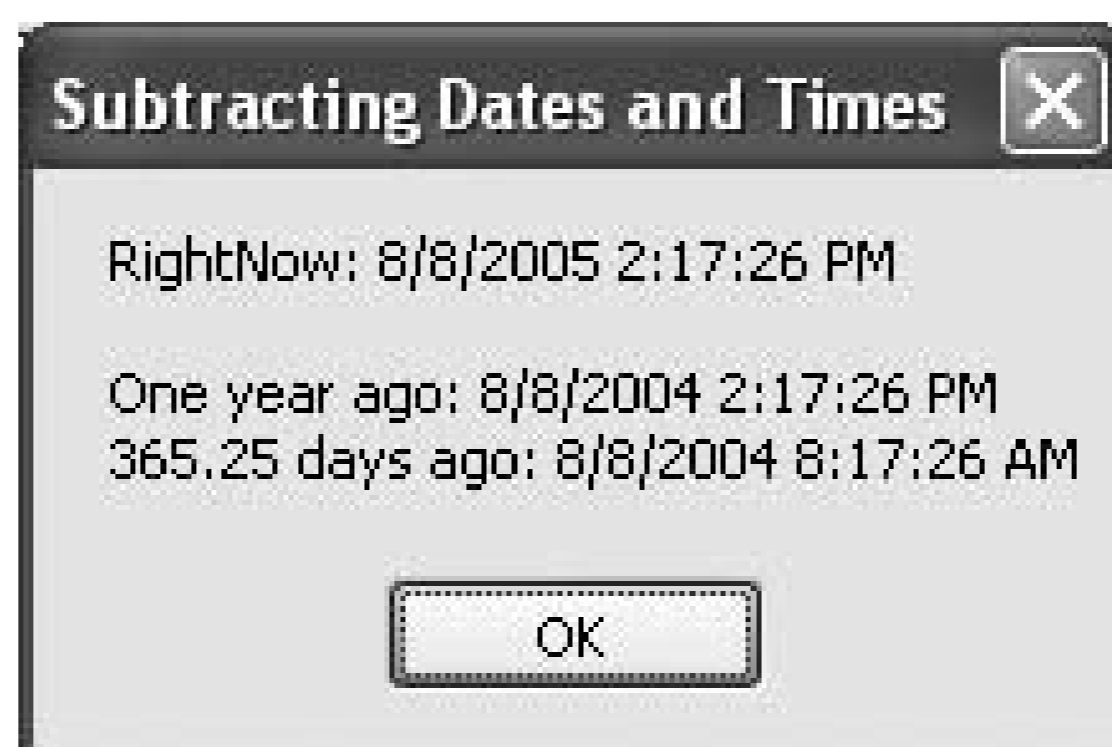 Subtracting Dates and Times
RightNow: 8/8/2005 2:17:26 PM
One year ago: 8/8/2004 2:17:26 PM
365.25 days ago: 8/8/2004 8:17:26 AM
OK